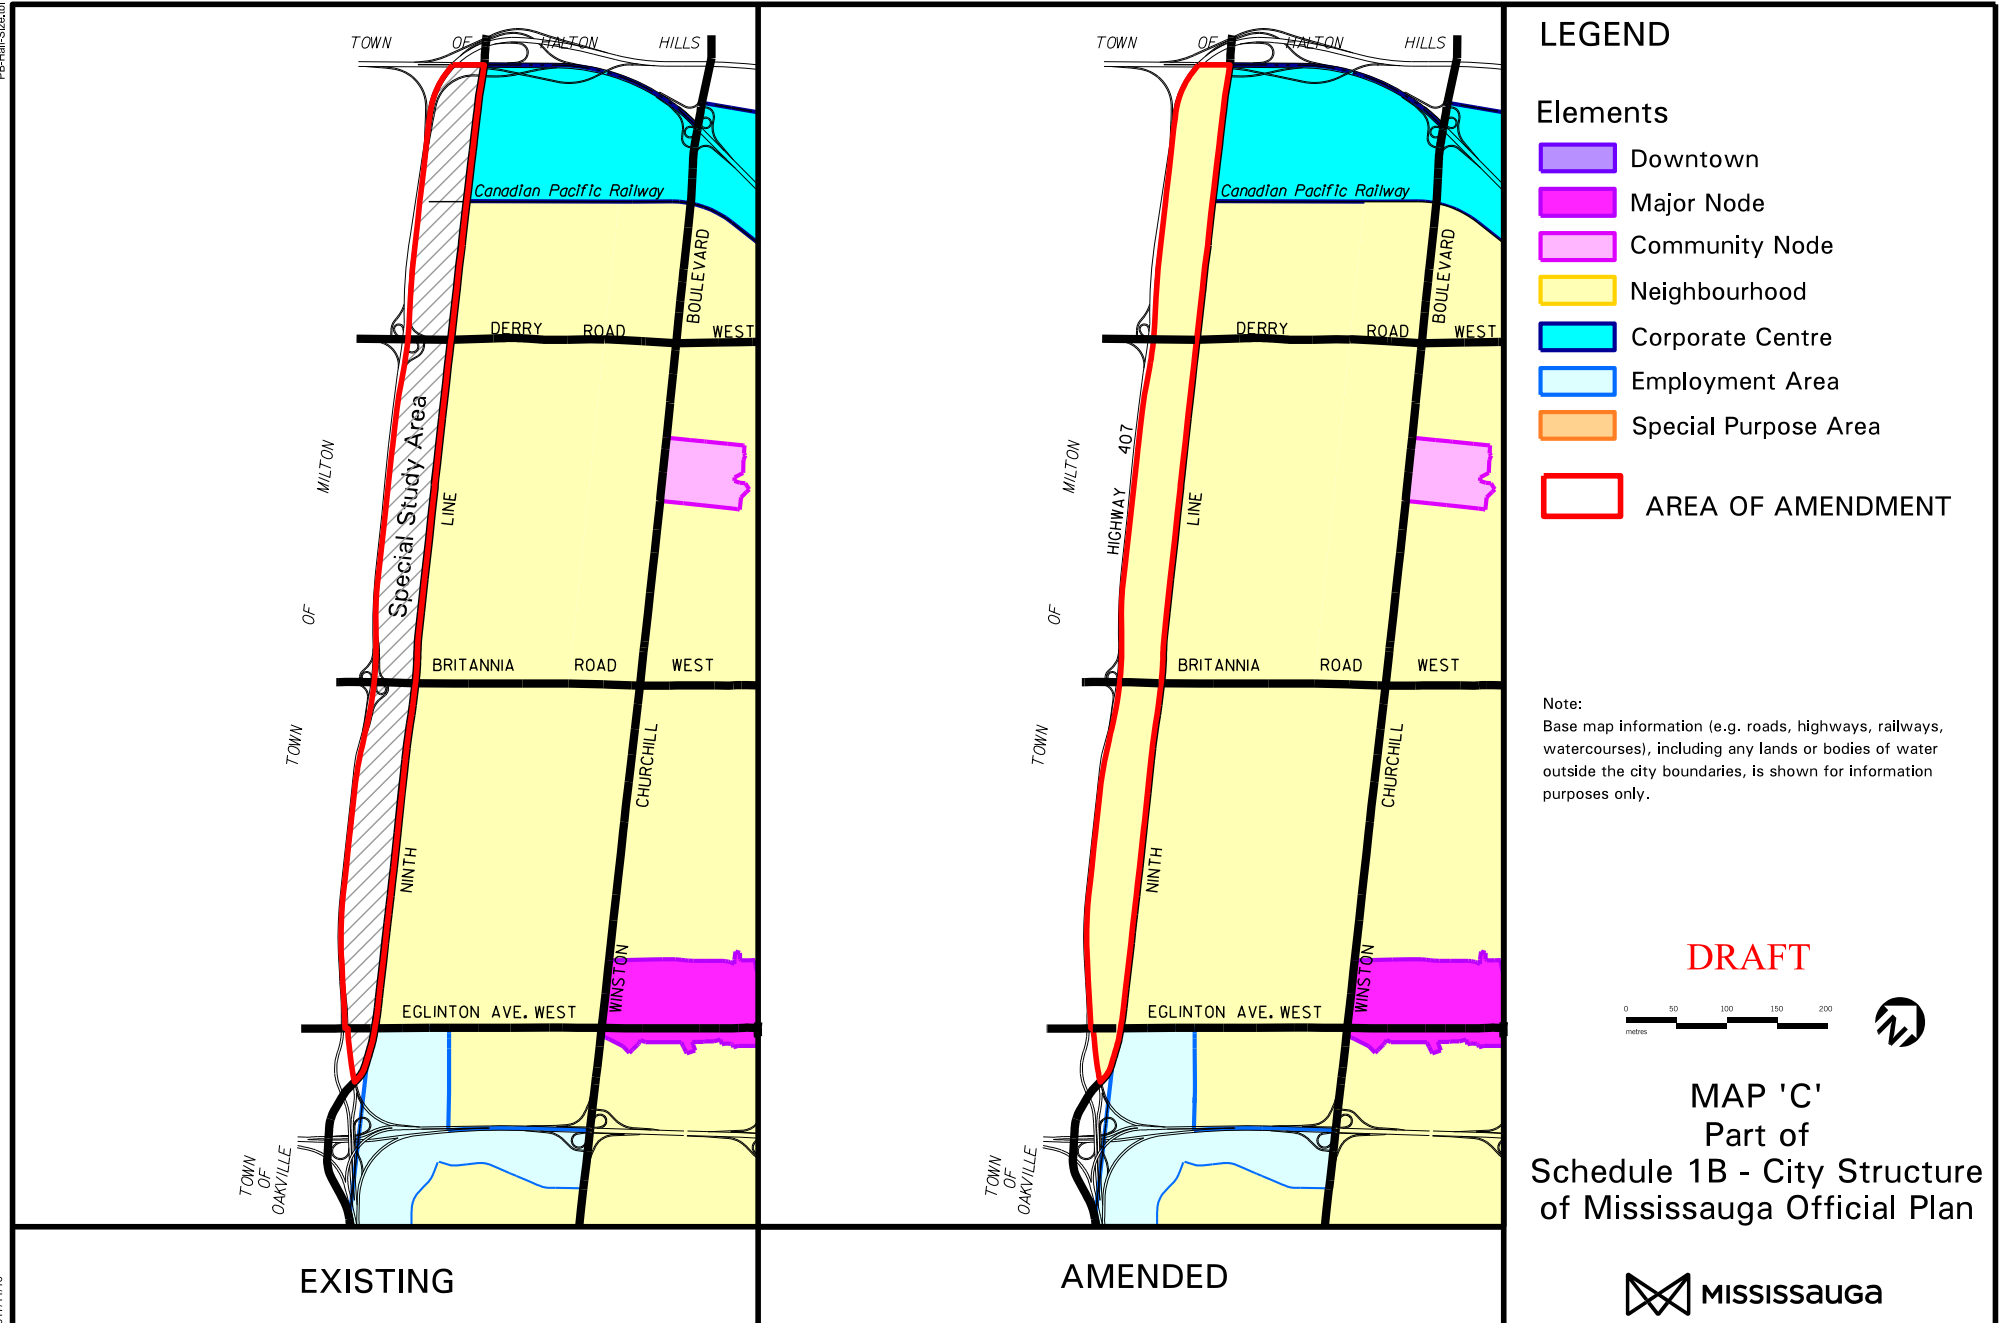 TOWN OF HALTON HILLS
Canadian Pacific Railway
BOULEVARD
DERRY ROAD WEST
Special Study Area
MILTON
LINE
OF
BRITANNIA ROAD WEST
TOWN
CHURCHILL
NINTH
WINSTON
EGLINTON AVE. WEST
TOWN
OF
OAKVILLE
EXISTING
TOWN OF HALTON HILLS
Canadian Pacific Railway
BOULEVARD
DERRY ROAD WEST
HIGHWAY 407
MILTON
LINE
OF
BRITANNIA ROAD WEST
TOWN
CHURCHILL
NINTH
WINSTON
EGLINTON AVE. WEST
TOWN
OF
OAKVILLE
AMENDED
LEGEND
Elements
Downtown
Major Node
Community Node
Neighbourhood
Corporate Centre
Employment Area
Special Purpose Area
AREA OF AMENDMENT
Note:
Base map information (e.g. roads, highways, railways,
watercourses), including any lands or bodies of water
outside the city boundaries, is shown for information
purposes only.
DRAFT
0 50 100 150 200
metres
MAP 'C'
Part of
Schedule 1B - City Structure
of Mississauga Official Plan
MISSISSAUGA